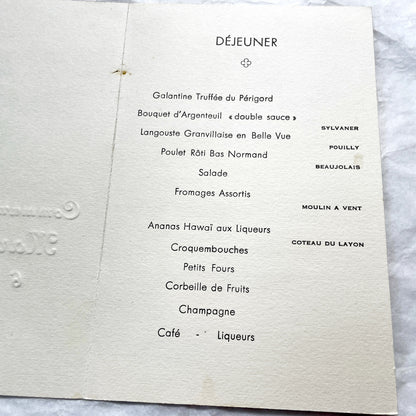 DÉJEUNER
Galantine Truffée du Périgord
Bouquet d'Argenteuil « double sauce »
SYLVANER
Langouste Granvillaise en Belle Vue
POUILLY
Poulet Rôti Bas Normand
BEAUJOLAIS
Salade
Fromages Assortis
MOULIN A VENT
Ananas Hawaï aux Liqueurs
COTEAU DU LAYON
Croquembouches
Petits Fours
Corbeille de Fruits
Champagne
Café - Liqueurs